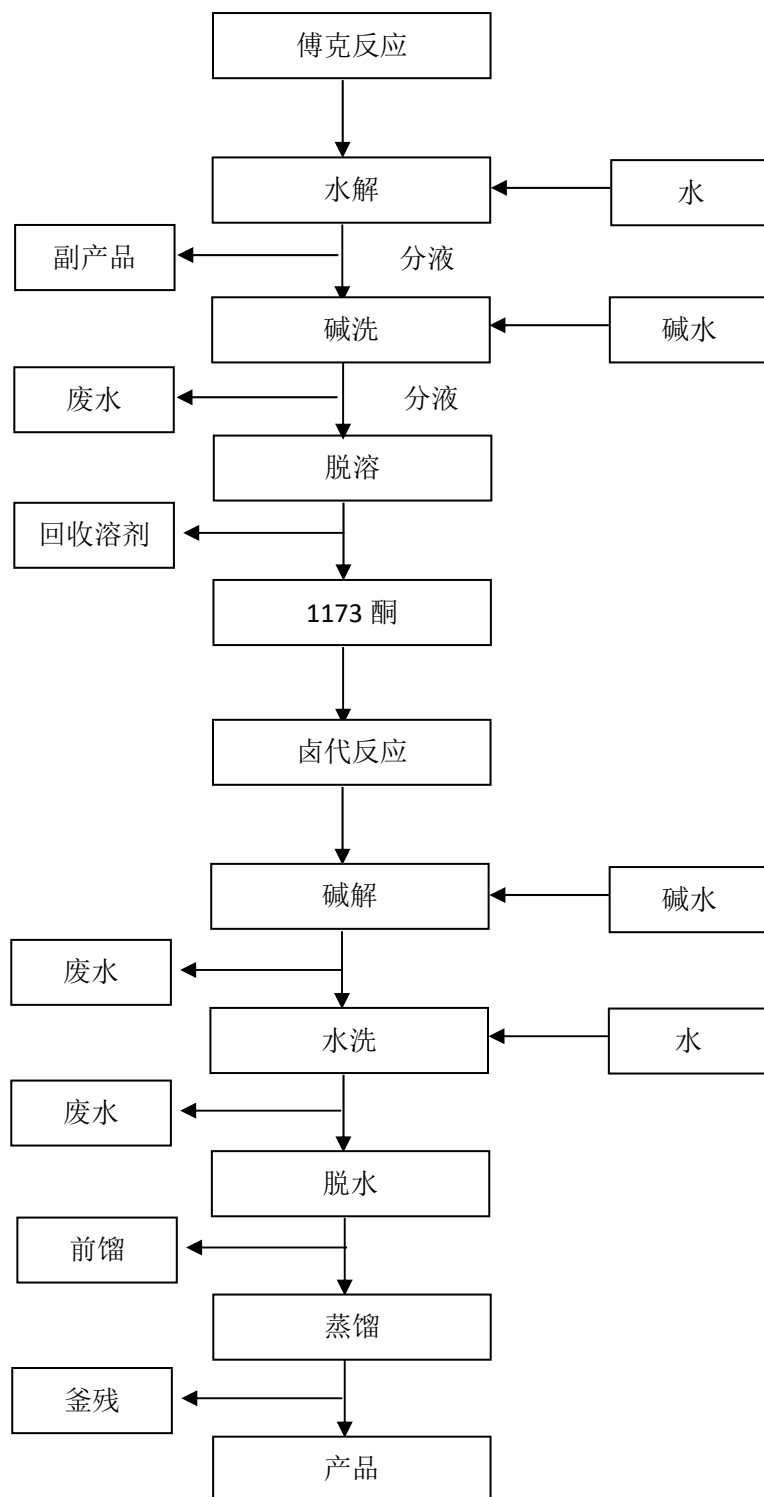 傅克反应
水解
水
副产品
分液
碱洗
碱水
废水
分液
脱溶
回收溶剂
1173 酮
卤代反应
碱解
碱水
废水
水洗
水
废水
脱水
前馏
蒸馏
釜残
产品